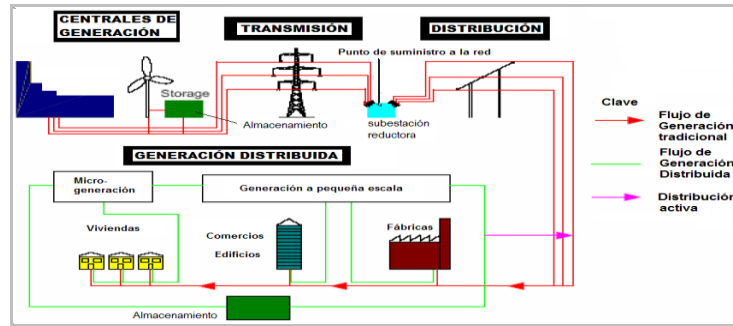 CENTRALES DE
GENERACIÓN
TRANSMISIÓN
DISTRIBUCIÓN
Punto de suministro a la red
Storage
Almacenamiento
subestación
reductora
Clave
Flujo de
Generación
tradicional
Flujo de
Generación
Distribuida
Distribución
activa
GENERACIÓN DISTRIBUIDA
Micro-
generación
Generación a pequeña escala
Viviendas
Comercios
Edificios
Fábricas
Almacenamiento